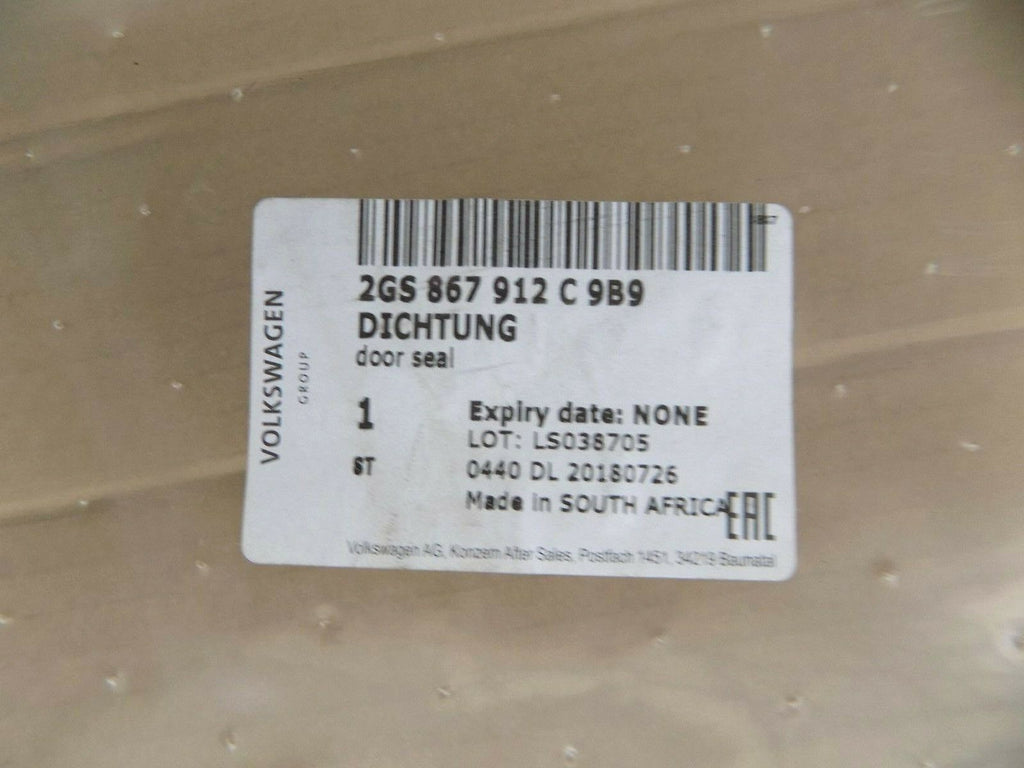 VOLKSWAGEN
GROUP
2GS 867 912 C 9B9
DICHTUNG
door seal
1
ST
Expiry date: NONE
LOT: LS038705
0440 DL 20180726
Made in SOUTH AFRICA
EAC
Volkswagen AG, Konzern After Sales, Postfach 1451, 34219 Baunatal